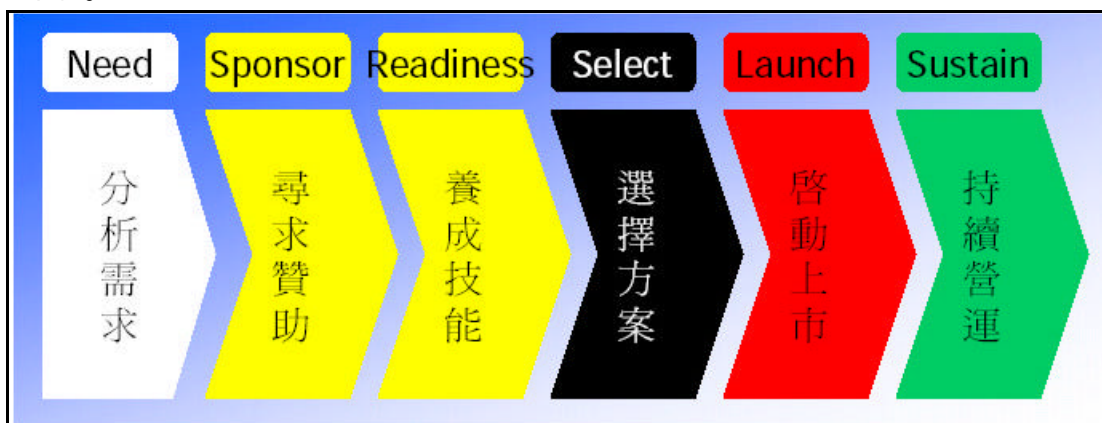 Need
Sponsor
Readiness
Select
Launch
Sustain
分析需求
尋求贊助
養成技能
選擇方案
啓動上市
持續營運